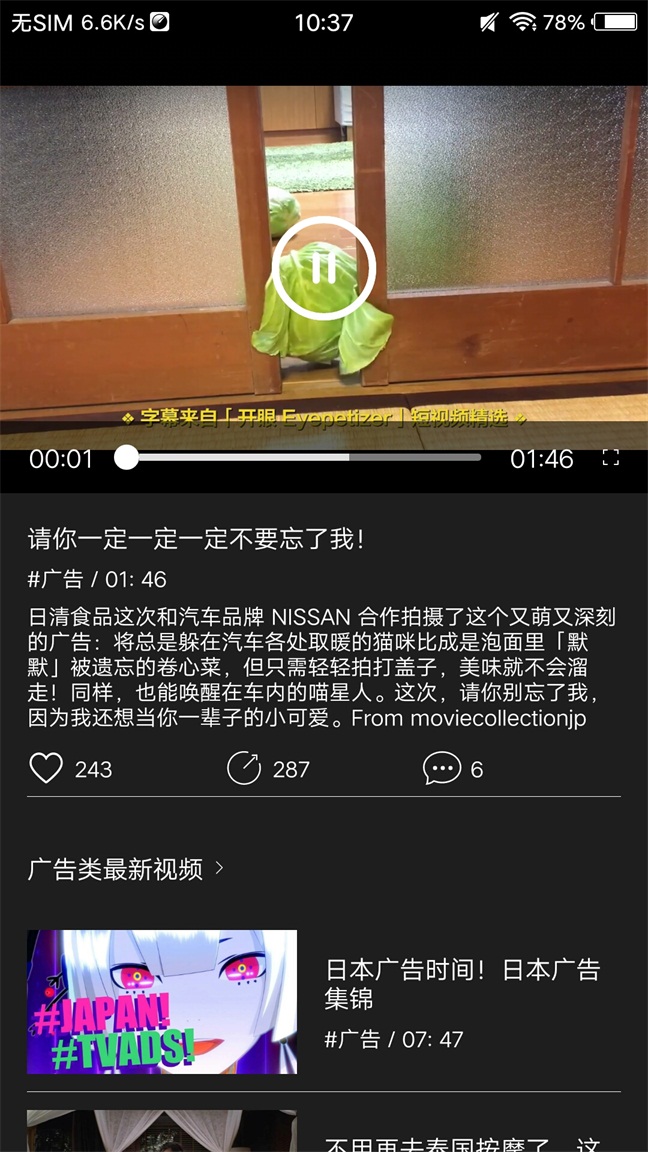 无SIM 6.6K/s 10:37 78%
字幕来自「开眼 Eyepetizer」短视频精选
00:01 01:46
请你一定一定一定不要忘了我！
#广告 / 01: 46
日清食品这次和汽车品牌 NISSAN 合作拍摄了这个又萌又深刻
的广告：将总是躲在汽车各处取暖的猫咪比成是泡面里「默
默」被遗忘的卷心菜，但只需轻轻拍打盖子，美味就不会溜
走！同样，也能唤醒在车内的喵星人。这次，请你别忘了我，
因为我还想当你一辈子的小可爱。From moviecollectionjp
243 287 6
广告类最新视频
#JAPAN!
#TVADS!
日本广告时间！日本广告
集锦
#广告 / 07: 47
不用再去泰国按摩了，这